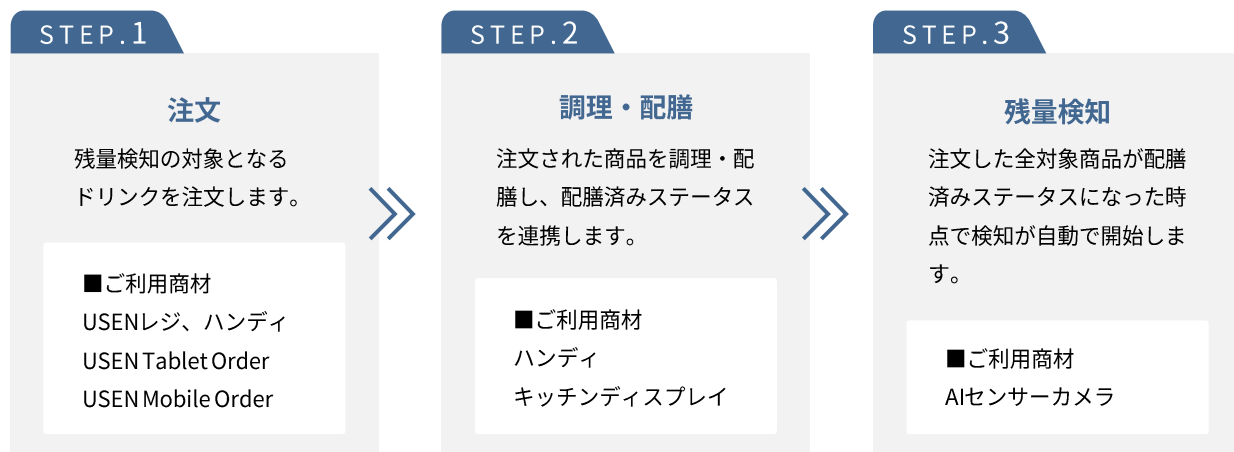 STEP.1
注文
残量検知の対象となる
ドリンクを注文します。
■ご利用商材
USENレジ、ハンディ
USEN Tablet Order
USEN Mobile Order
STEP.2
調理・配膳
注文された商品を調理・配
膳し、配膳済みステータス
を連携します。
■ご利用商材
ハンディ
キッチンディスプレイ
STEP.3
残量検知
注文した全対象商品が配膳
済みステータスになった時
点で検知が自動で開始しま
す。
■ご利用商材
AIセンサーカメラ